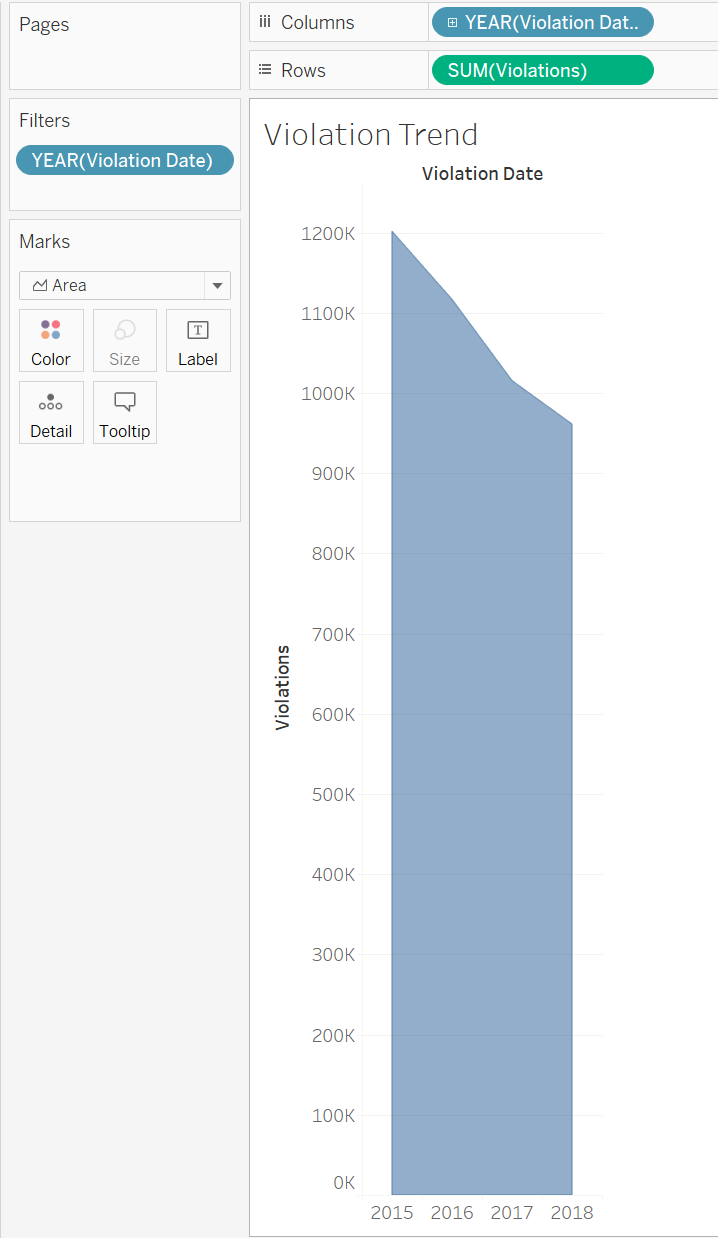 Pages
Columns
YEAR(Violation Dat..
Rows
SUM(Violations)
Filters
YEAR(Violation Date)
Marks
Area
Color
Size
T
Label
Detail
Tooltip
Violation Trend
Violation Date
1200K
1100K
1000K
900K
800K
700K
600K
500K
400K
300K
200K
100K
0K
Violations
2015 2016 2017 2018